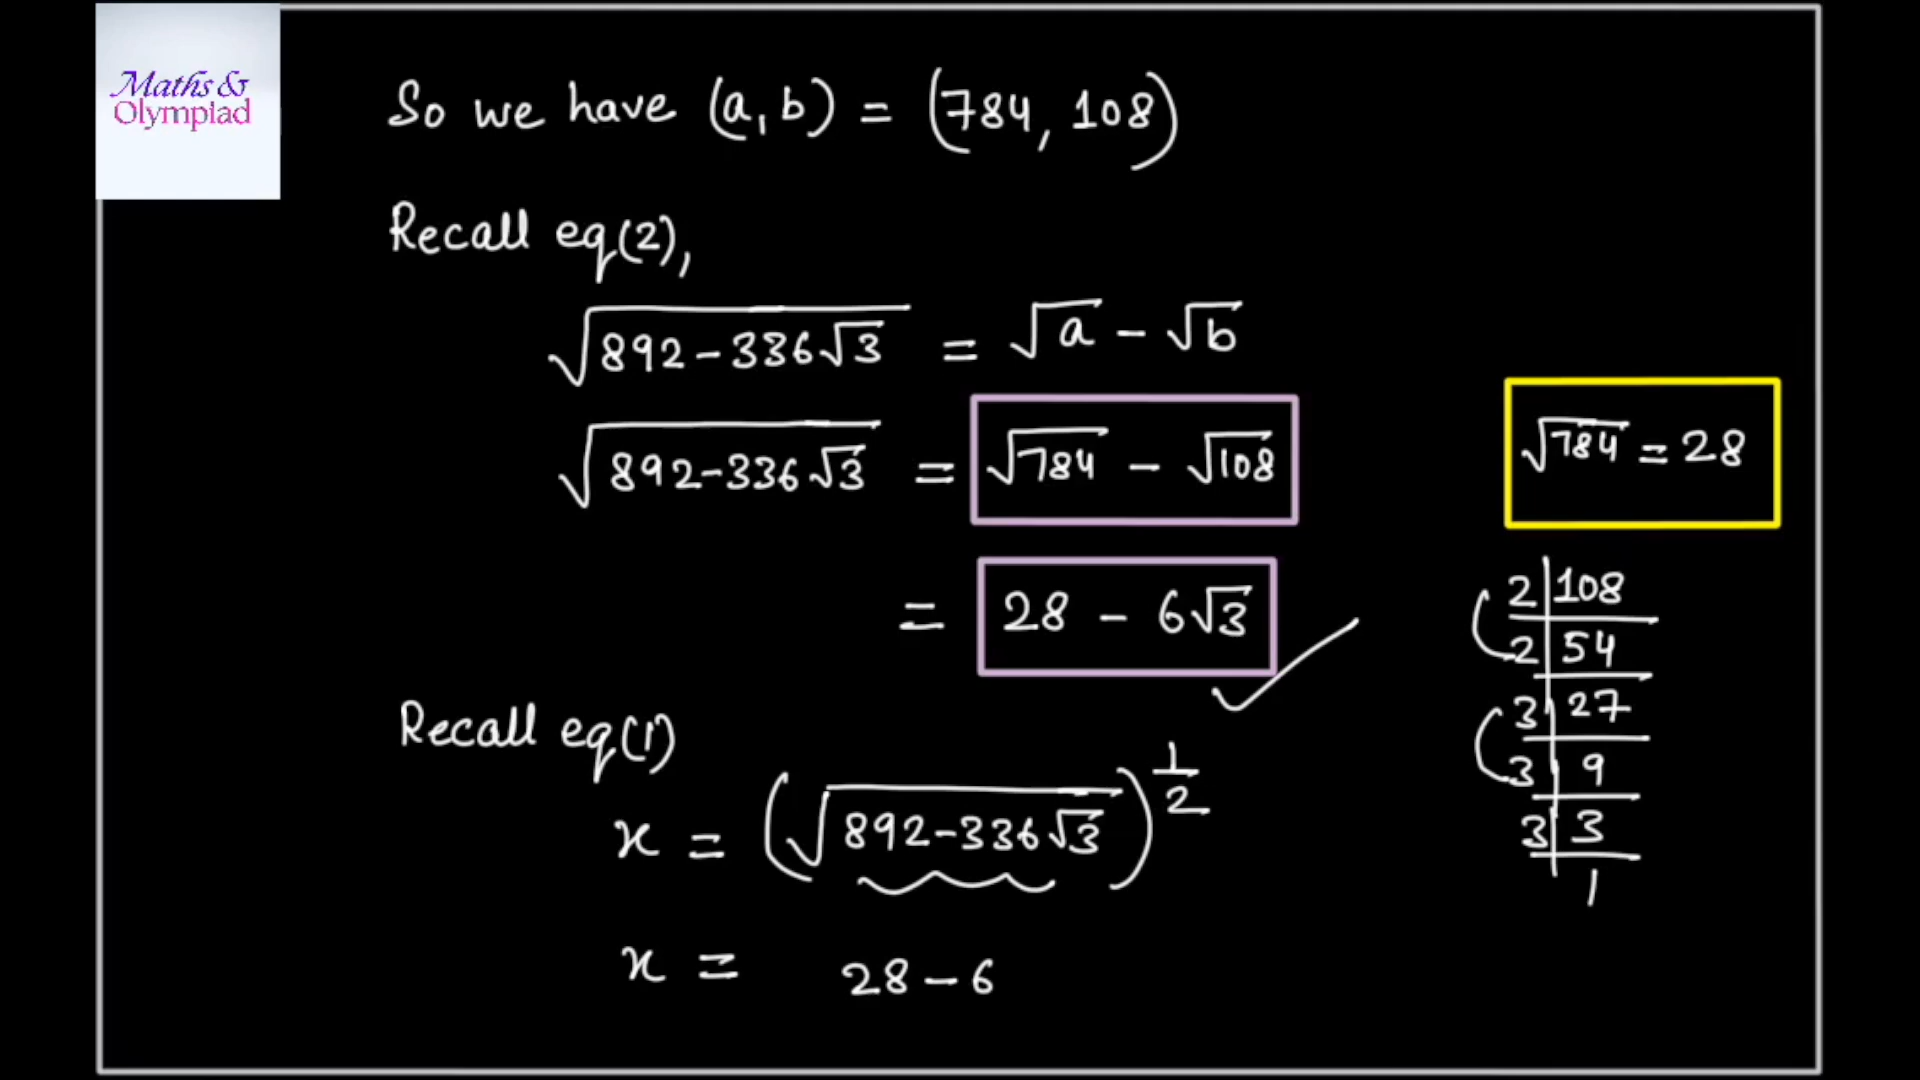 Maths &
Olympiad
So we have (a, b) = (784, 108)
Recall eq(2),
√(892-336√3) = √a - √b
√(892-336√3) = √784 - √108
√784 = 28
= 28 - 6√3
2|108
2|54
3|27
3|9
3|3
1
Recall eq(1)
x = (√(892-336√3))^(1/2)
x = 28-6